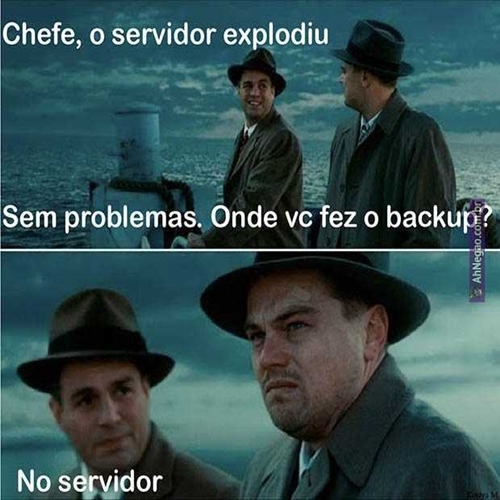 Chefe, o servidor explodiu
Sem problemas. Onde vc fez o backup?
AhNegao.com.br
No servidor